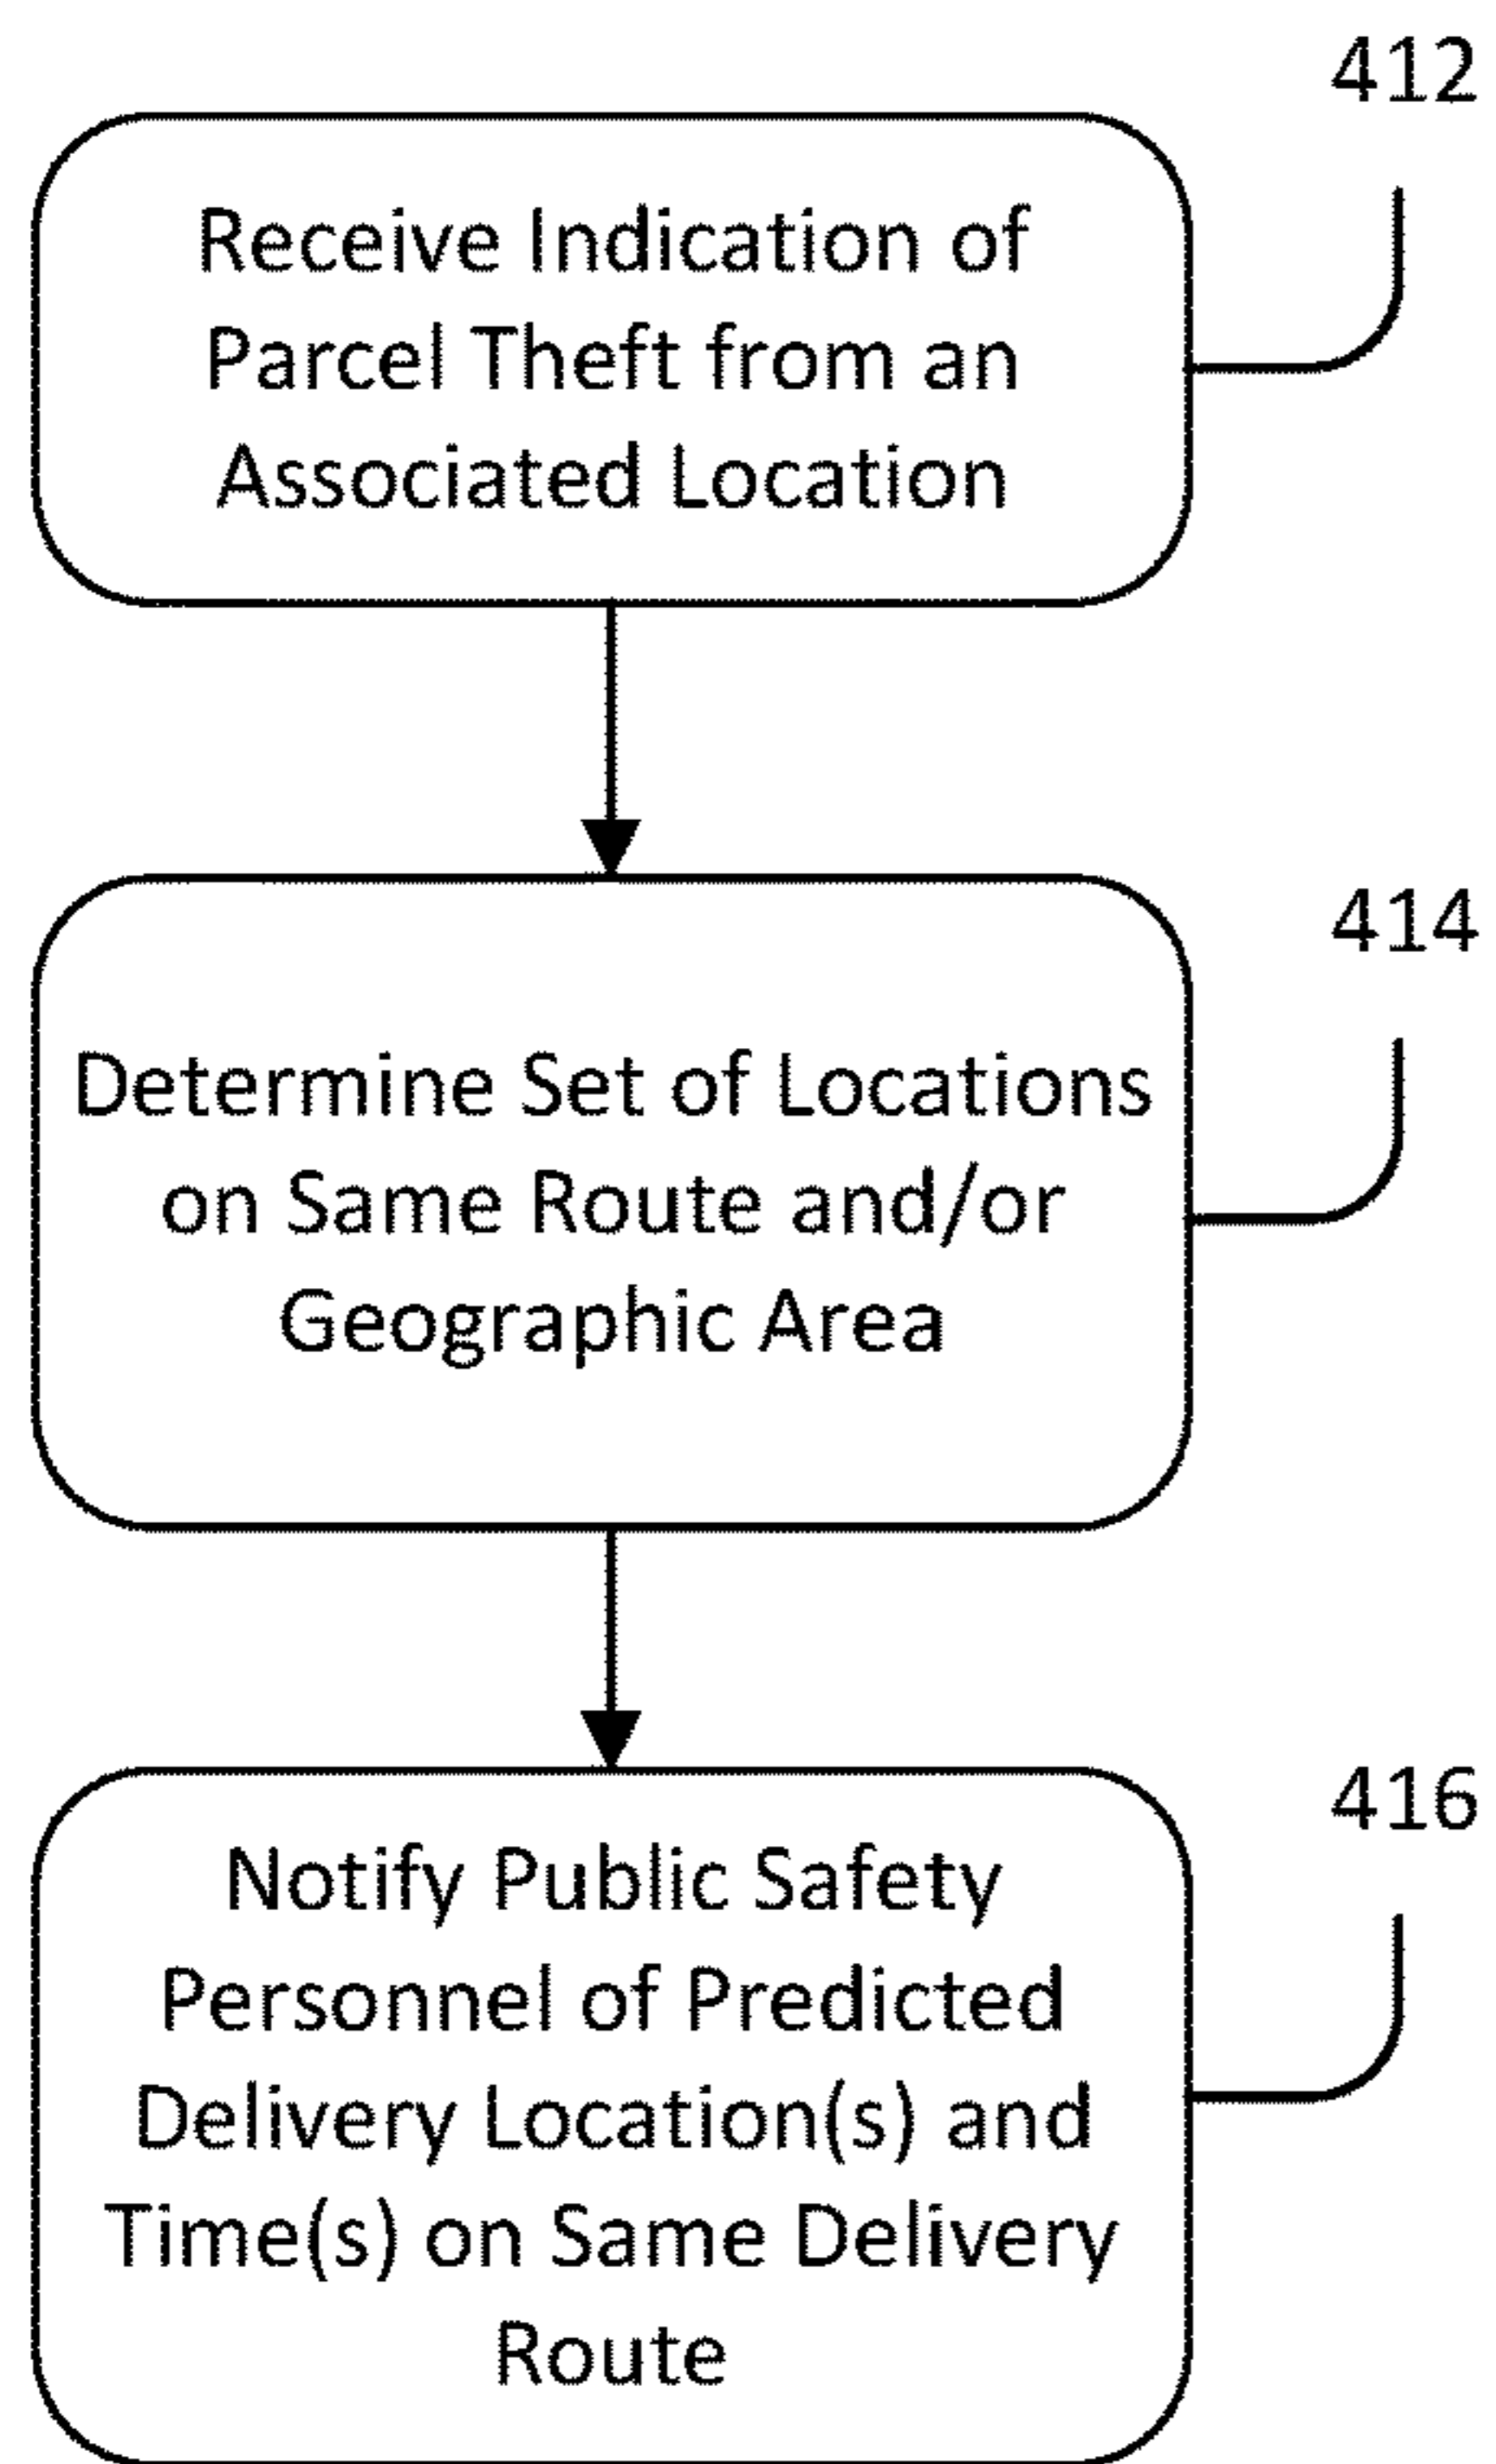 412
Receive Indication of
Parcel Theft from an
Associated Location
414
Determine Set of Locations
on Same Route and/or
Geographic Area
416
Notify Public Safety
Personnel of Predicted
Delivery Location(s) and
Time(s) on Same Delivery
Route